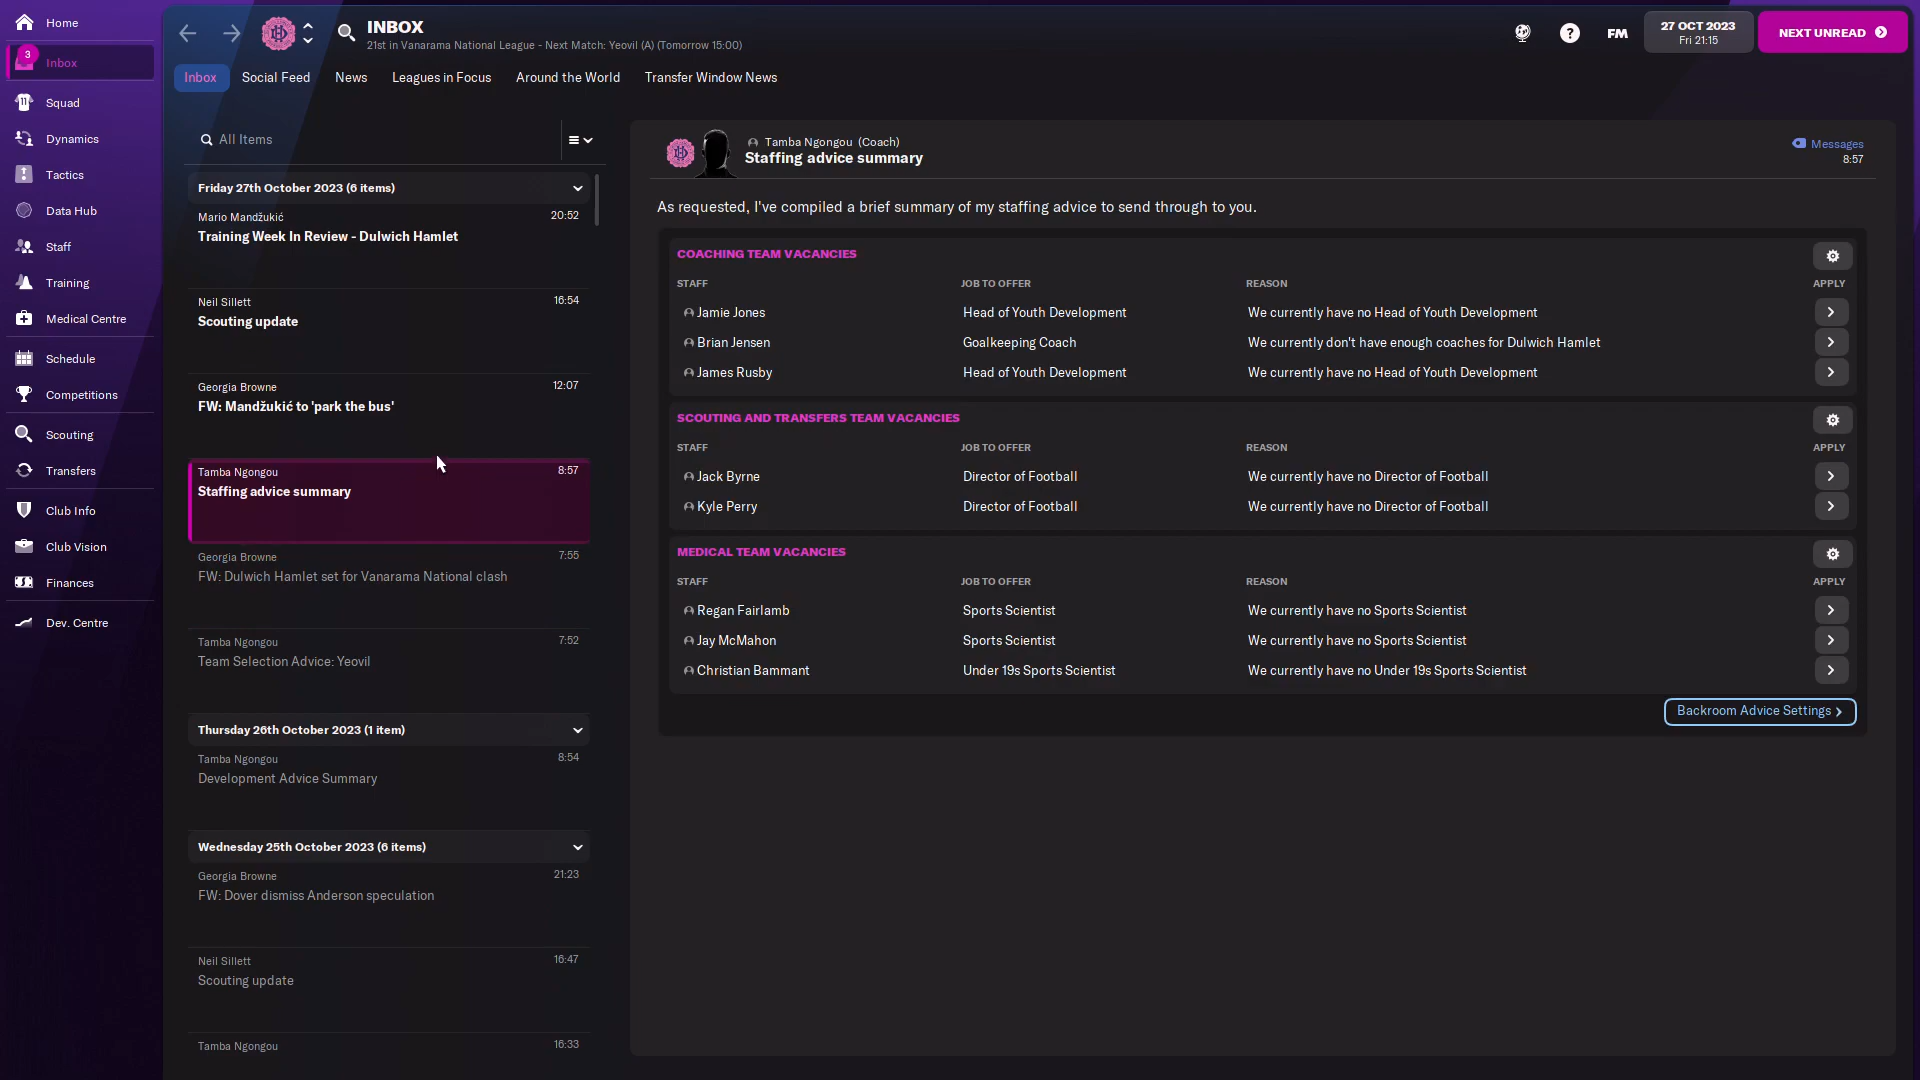 Home
3
Inbox
Squad
Dynamics
Tactics
Data Hub
Staff
Training
Medical Centre
Schedule
Competitions
Scouting
Transfers
Club Info
Club Vision
Finances
Dev. Centre
INBOX
21st in Vanarama National League - Next Match: Yeovil (A) (Tomorrow 15:00)
FM
27 OCT 2023
Fri 21:15
NEXT UNREAD
Inbox
Social Feed
News
Leagues in Focus
Around the World
Transfer Window News
All Items
Friday 27th October 2023 (6 items)
Mario Mandžukić 20:52
Training Week In Review - Dulwich Hamlet
Neil Sillett 16:54
Scouting update
Georgia Browne 12:07
FW: Mandžukić to 'park the bus'
Tamba Ngongou 8:57
Staffing advice summary
Georgia Browne 7:55
FW: Dulwich Hamlet set for Vanarama National clash
Tamba Ngongou 7:52
Team Selection Advice: Yeovil
Thursday 26th October 2023 (1 item)
Tamba Ngongou 8:54
Development Advice Summary
Wednesday 25th October 2023 (6 items)
Georgia Browne 21:23
FW: Dover dismiss Anderson speculation
Neil Sillett 16:47
Scouting update
Tamba Ngongou 16:33
Tamba Ngongou (Coach)
Staffing advice summary
Messages
8:57
As requested, I've compiled a brief summary of my staffing advice to send through to you.
COACHING TEAM VACANCIES
STAFF JOB TO OFFER REASON APPLY
Jamie Jones Head of Youth Development We currently have no Head of Youth Development
Brian Jensen Goalkeeping Coach We currently don't have enough coaches for Dulwich Hamlet
James Rusby Head of Youth Development We currently have no Head of Youth Development
SCOUTING AND TRANSFERS TEAM VACANCIES
STAFF JOB TO OFFER REASON APPLY
Jack Byrne Director of Football We currently have no Director of Football
Kyle Perry Director of Football We currently have no Director of Football
MEDICAL TEAM VACANCIES
STAFF JOB TO OFFER REASON APPLY
Regan Fairlamb Sports Scientist We currently have no Sports Scientist
Jay McMahon Sports Scientist We currently have no Sports Scientist
Christian Bammant Under 19s Sports Scientist We currently have no Under 19s Sports Scientist
Backroom Advice Settings